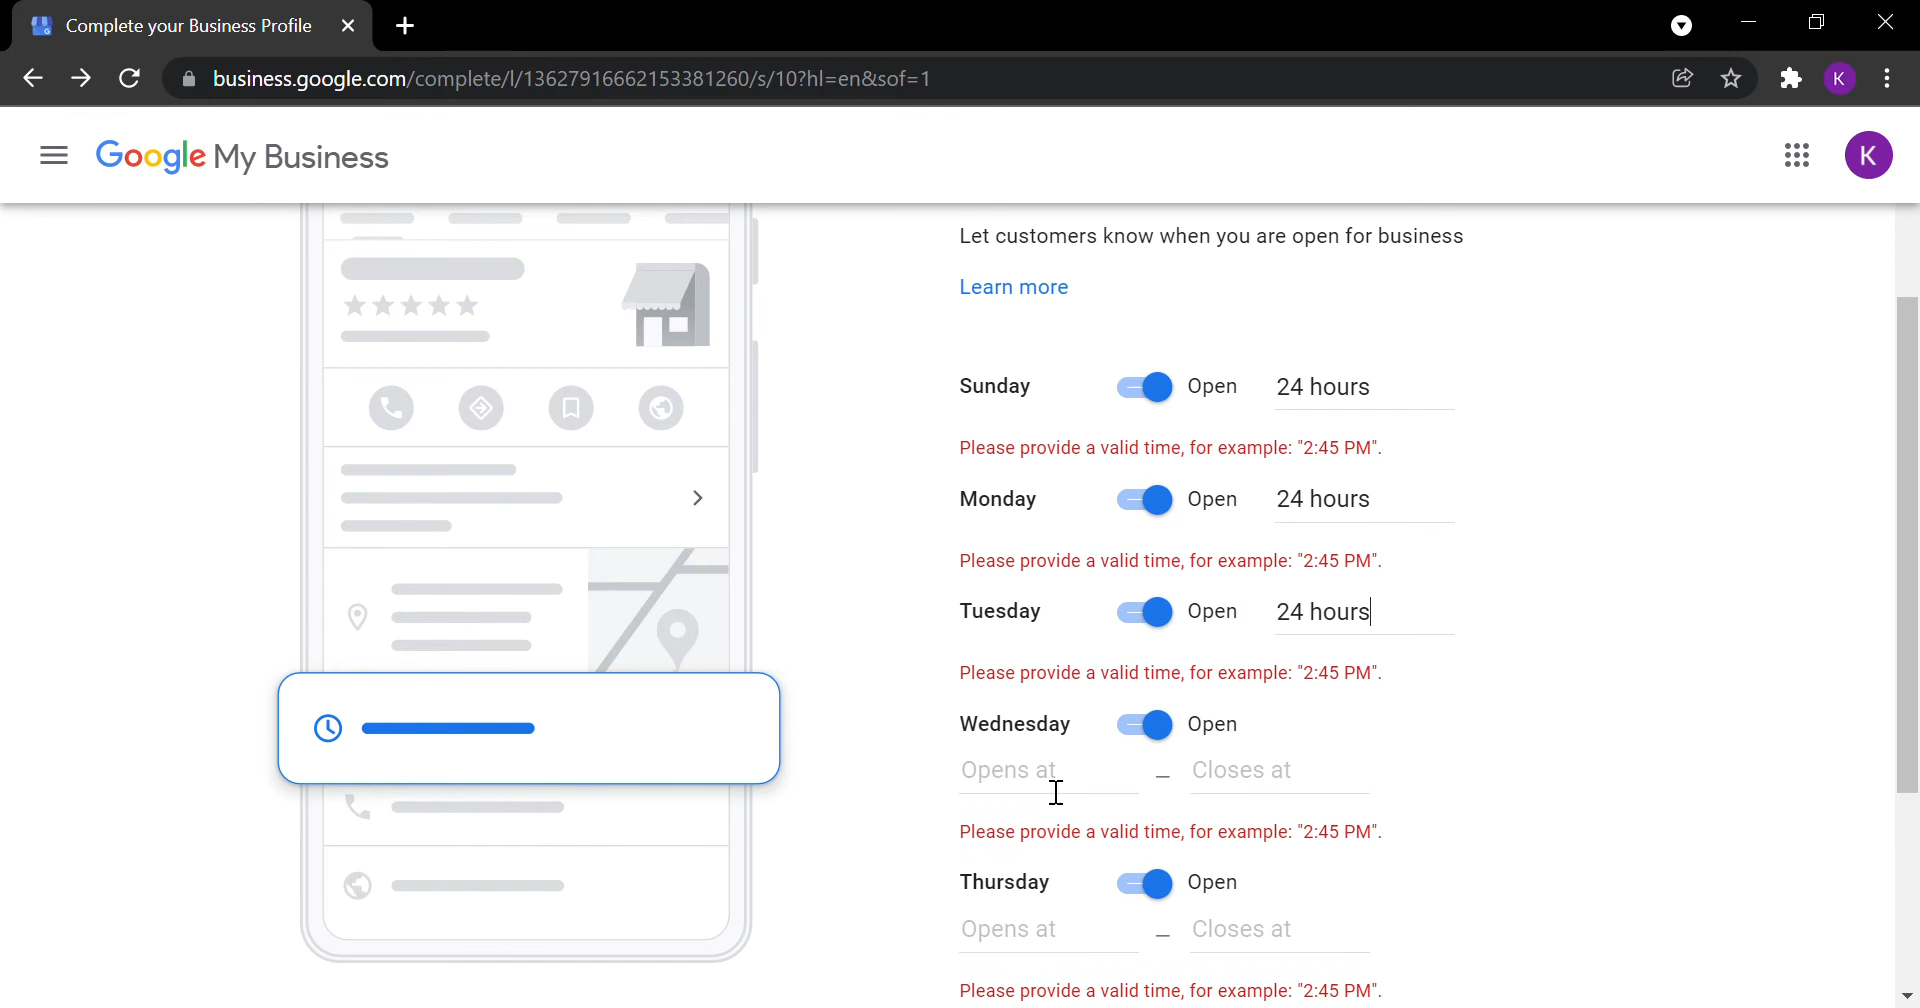 Complete your Business Profile
business.google.com/complete/l/13627916662153381260/s/10?hl=en&sof=1
K
Google My Business
K
Let customers know when you are open for business
Learn more
Sunday Open 24 hours
Please provide a valid time, for example: "2:45 PM".
Monday Open 24 hours
Please provide a valid time, for example: "2:45 PM".
Tuesday Open 24 hours
Please provide a valid time, for example: "2:45 PM".
Wednesday Open
Opens at – Closes at
Please provide a valid time, for example: "2:45 PM".
Thursday Open
Opens at – Closes at
Please provide a valid time, for example: "2:45 PM".